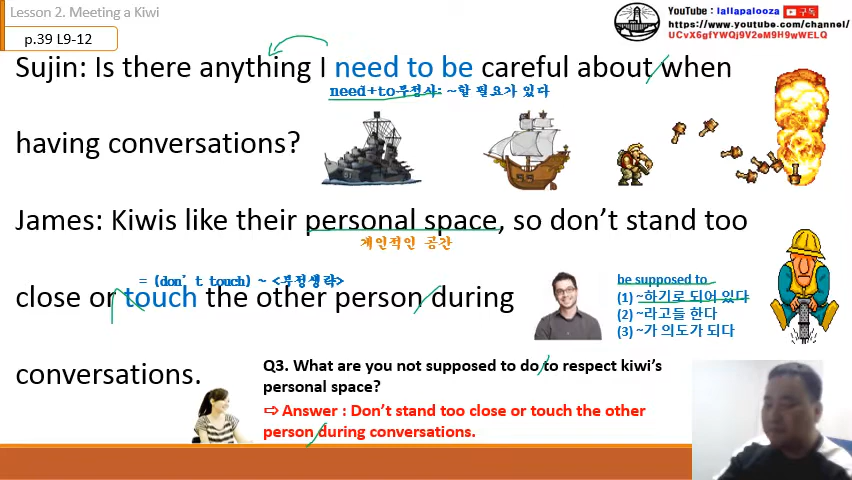 Lesson 2. Meeting a Kiwi
YouTube : lallapalooza 구독
https://www.youtube.com/channel/
UCvX6gfYWQj9V2eM9H9wWELQ
p.39 L9-12
Sujin: Is there anything I need to be careful about when
need+to부정사: ~할 필요가 있다
having conversations?
James: Kiwis like their personal space, so don't stand too
개인적인 공간
= (don't touch) ~ <부정생략>
close or touch the other person during
be supposed to
(1) ~하기로 되어 있다
(2) ~라고들 한다
(3) ~가 의도가 되다
conversations.
Q3. What are you not supposed to do to respect kiwi's
personal space?
⇨ Answer : Don't stand too close or touch the other
person during conversations.